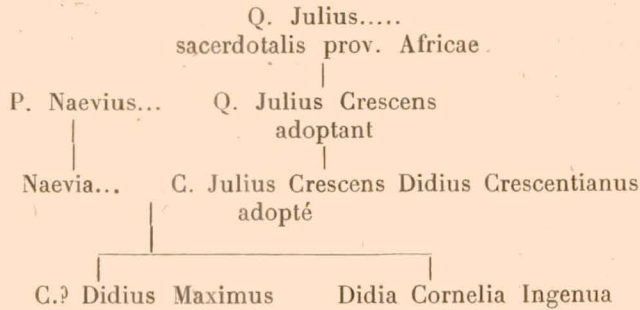 Q. Julius.....
sacerdotalis prov. Africae
P. Naevius... Q. Julius Crescens
adoptant
Naevia... C. Julius Crescens Didius Crescentianus
adopté
C.? Didius Maximus Didia Cornelia Ingenua